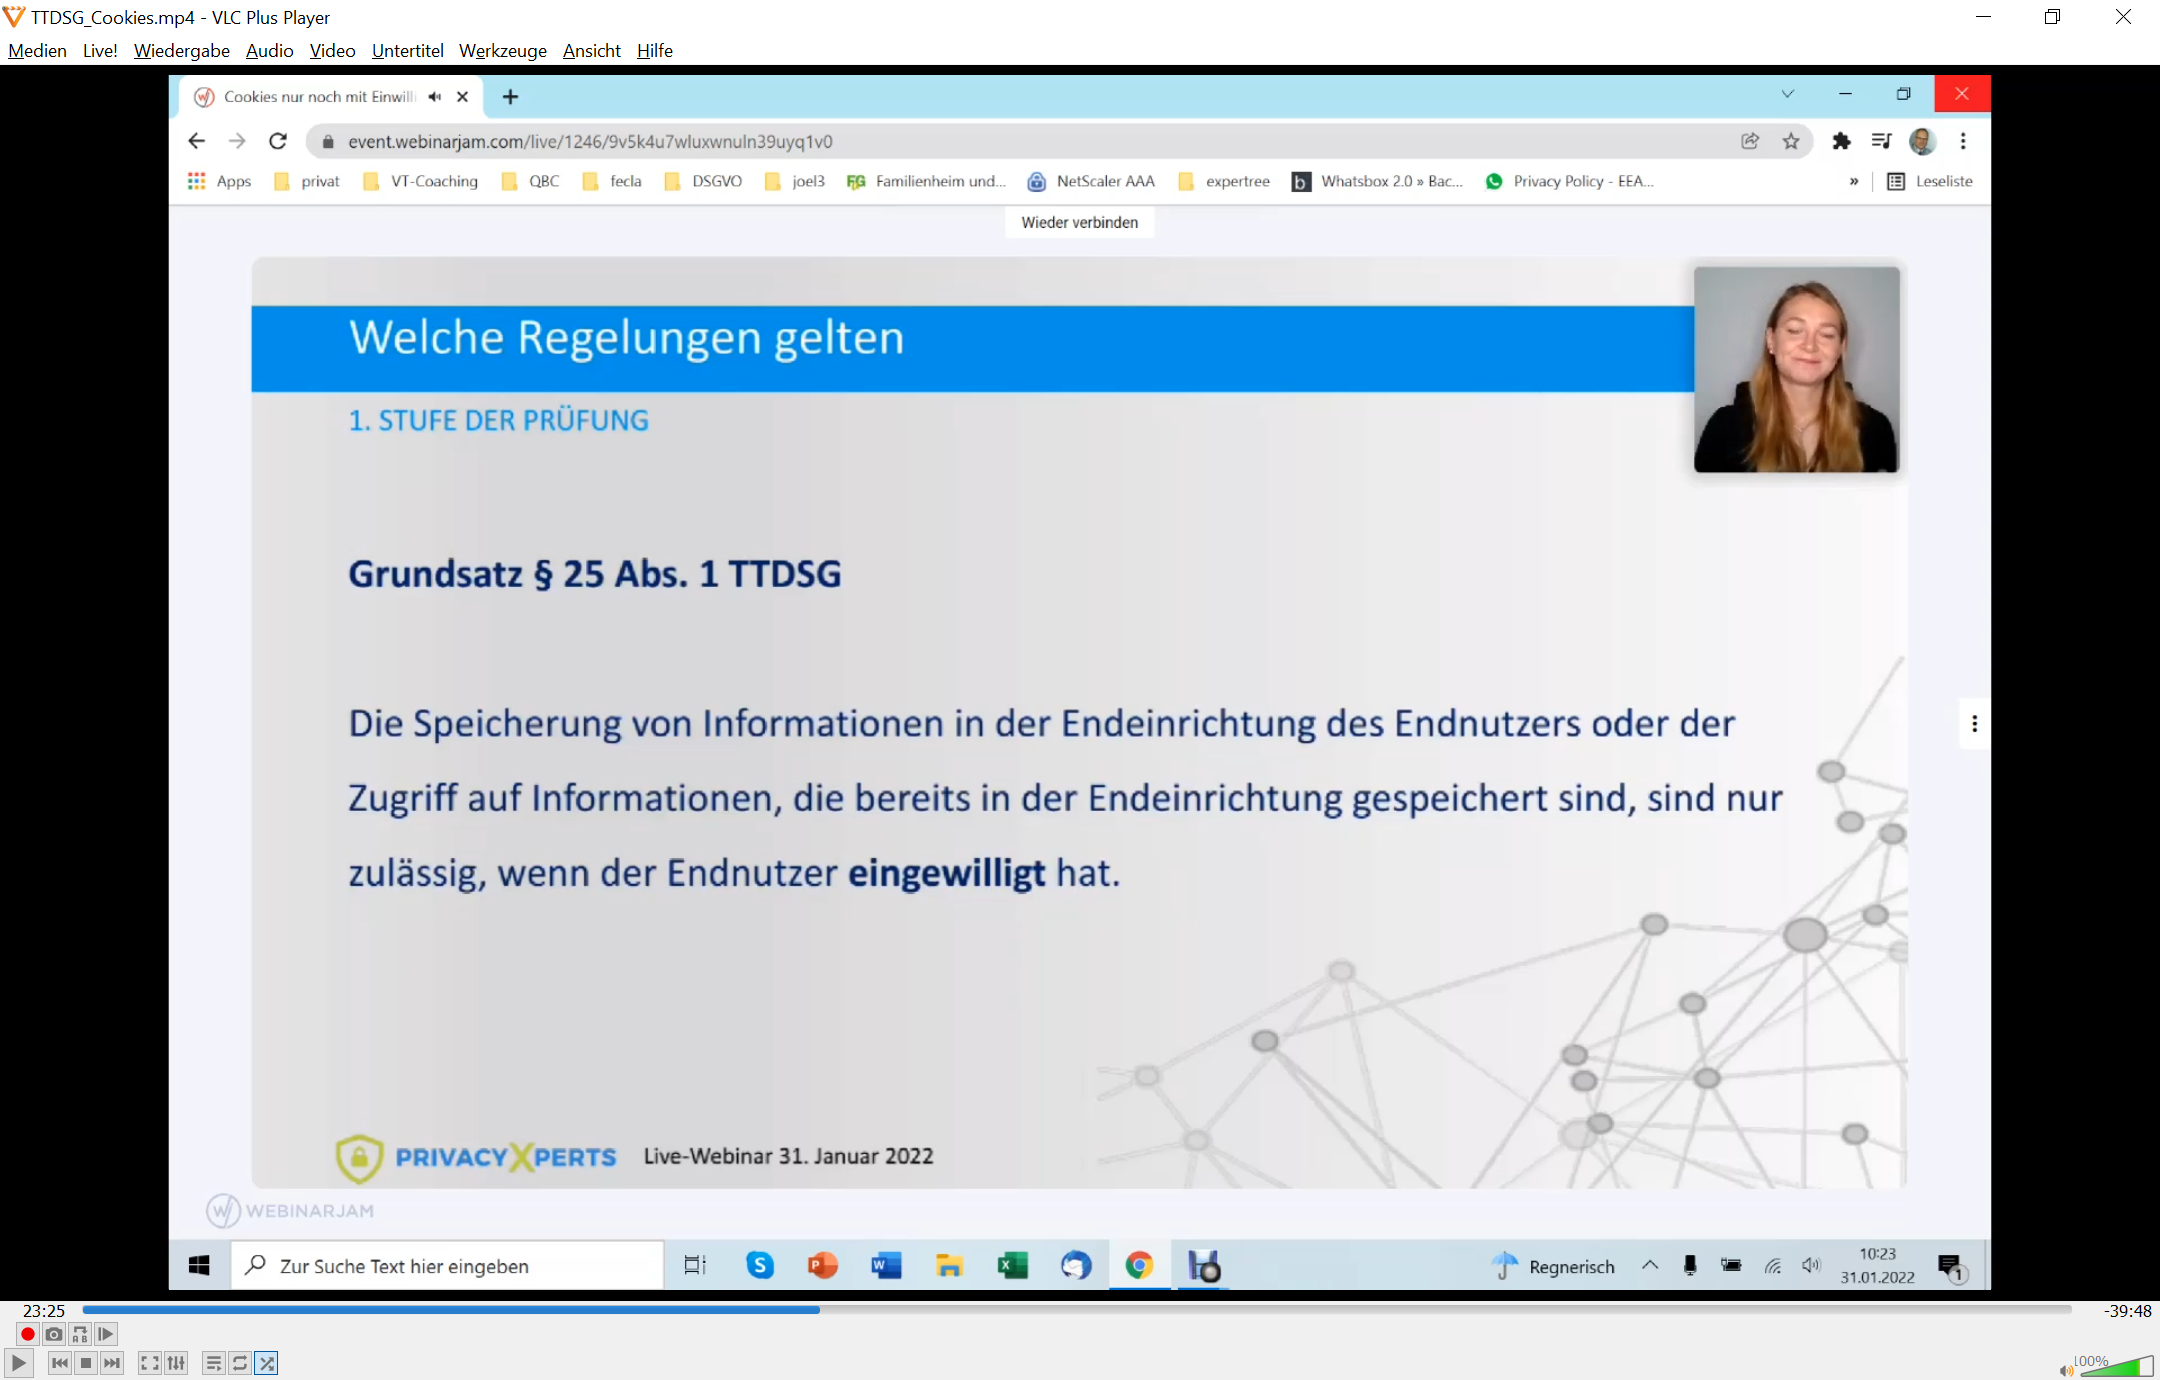 TTDSG_Cookies.mp4 - VLC Plus Player
Medien Live! Wiedergabe Audio Video Untertitel Werkzeuge Ansicht Hilfe
Cookies nur noch mit Einwilli
event.webinarjam.com/live/1246/9v5k4u7wluxwnuln39uyq1v0
Apps privat VT-Coaching QBC fecla DSGVO joel3 FG Familienheim und... NetScaler AAA expertree b Whatsbox 2.0 » Bac... Privacy Policy - EEA... » Leseliste
Wieder verbinden
Welche Regelungen gelten
1. STUFE DER PRÜFUNG
Grundsatz § 25 Abs. 1 TTDSG
Die Speicherung von Informationen in der Endeinrichtung des Endnutzers oder der
Zugriff auf Informationen, die bereits in der Endeinrichtung gespeichert sind, sind nur
zulässig, wenn der Endnutzer eingewilligt hat.
PRIVACYXPERTS Live-Webinar 31. Januar 2022
W WEBINARJAM
Zur Suche Text hier eingeben
Regnerisch
10:23
31.01.2022
1
23:25
-39:48
100%